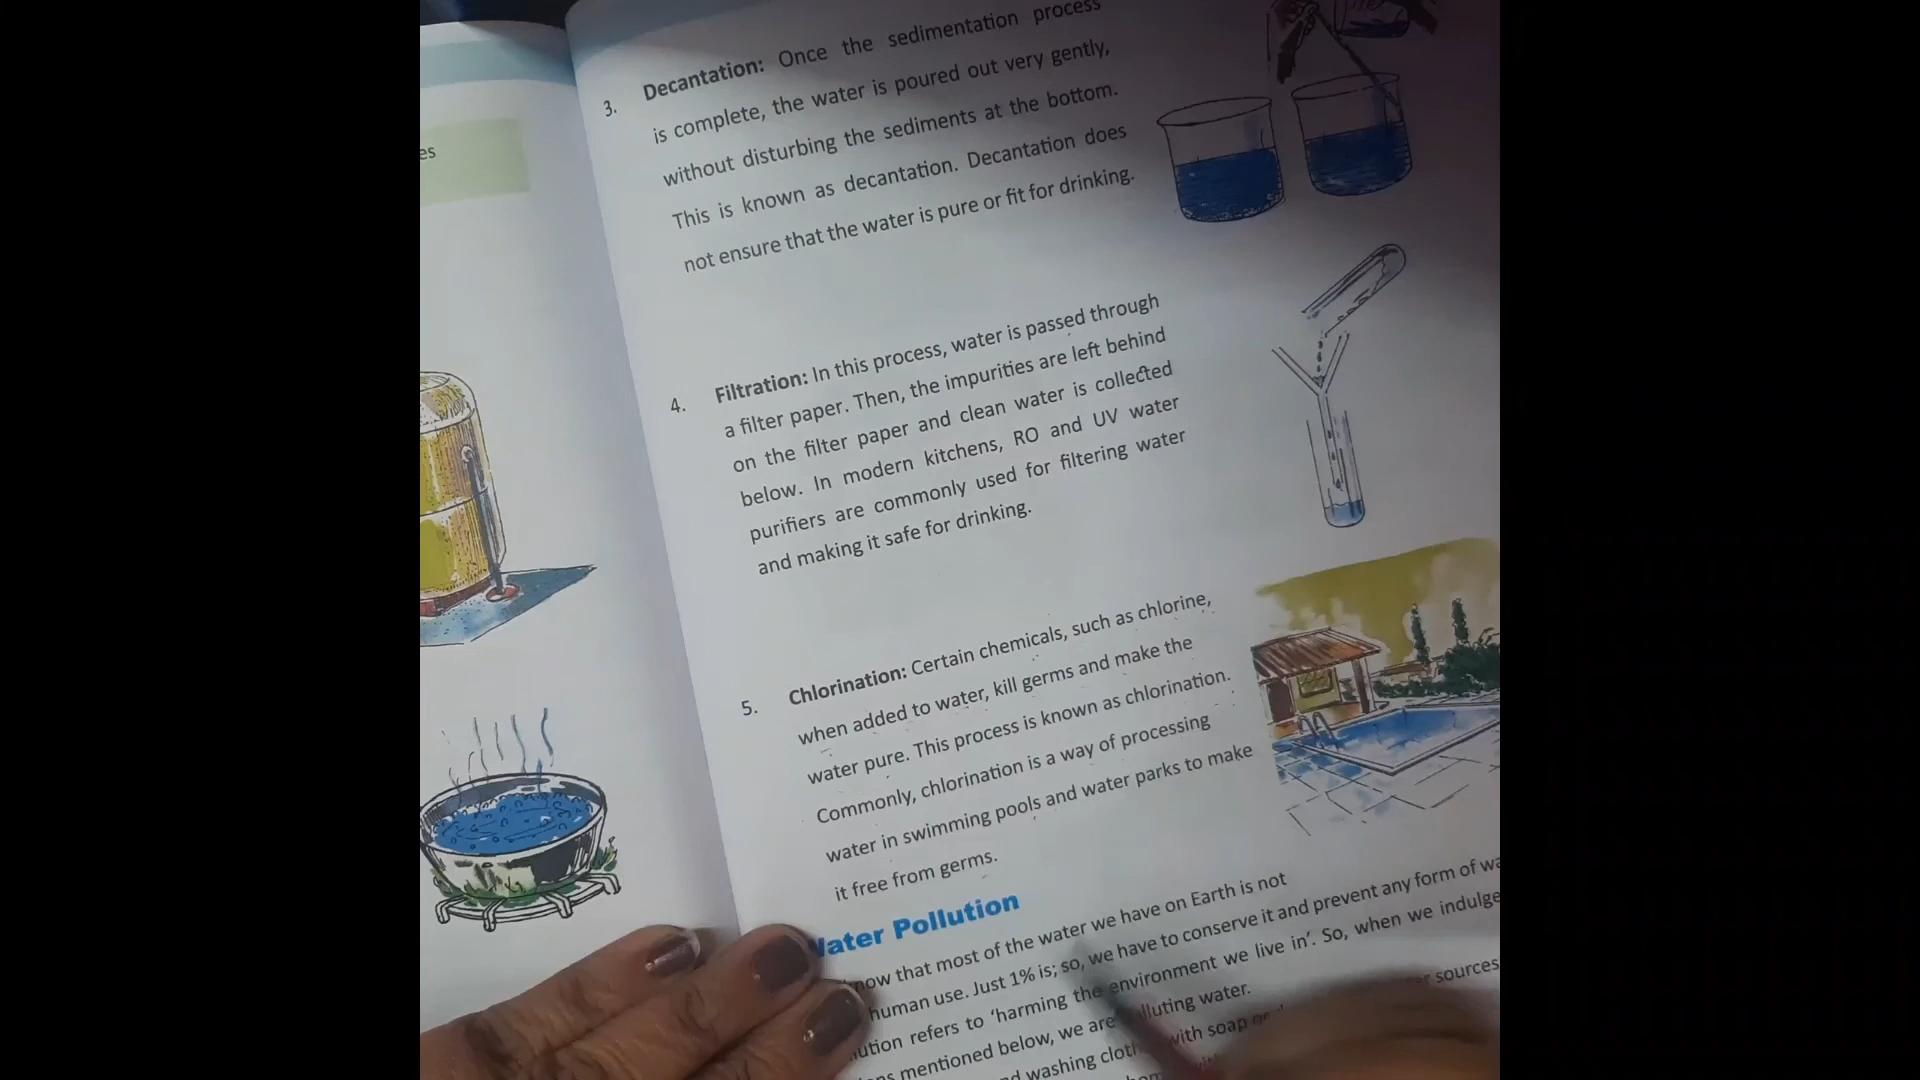 es
3. Decantation: Once the sedimentation process
is complete, the water is poured out very gently,
without disturbing the sediments at the bottom.
This is known as decantation. Decantation does
not ensure that the water is pure or fit for drinking.
4. Filtration: In this process, water is passed through
a filter paper. Then, the impurities are left behind
on the filter paper and clean water is collected
below. In modern kitchens, RO and UV water
purifiers are commonly used for filtering water
and making it safe for drinking.
5. Chlorination: Certain chemicals, such as chlorine,
when added to water, kill germs and make the
water pure. This process is known as chlorination.
Commonly, chlorination is a way of processing
water in swimming pools and water parks to make
it free from germs.
Water Pollution
now that most of the water we have on Earth is not
human use. Just 1% is; so, we have to conserve it and prevent any form of
ution refers to 'harming the environment we live in'. So, when we indulge
mentioned below, we are lluting water.
washing with soap sources